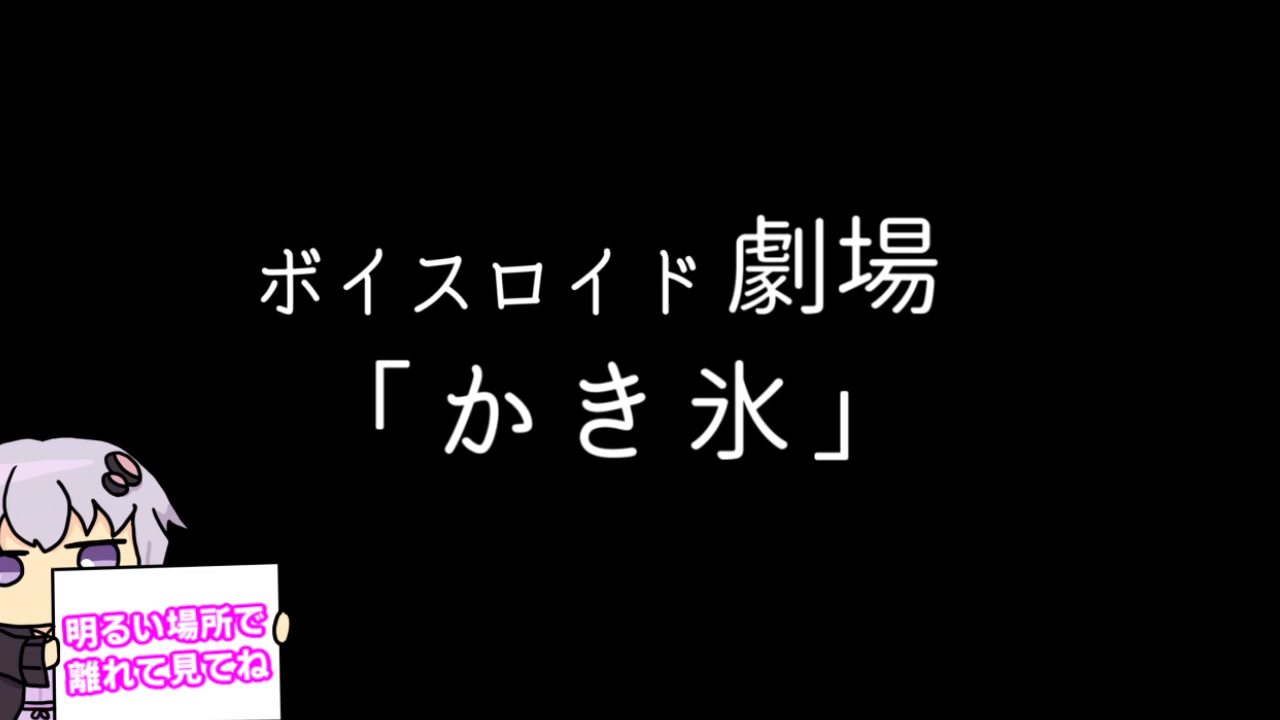 ボイスロイド劇場
「かき氷」
明るい場所で
離れて見てね